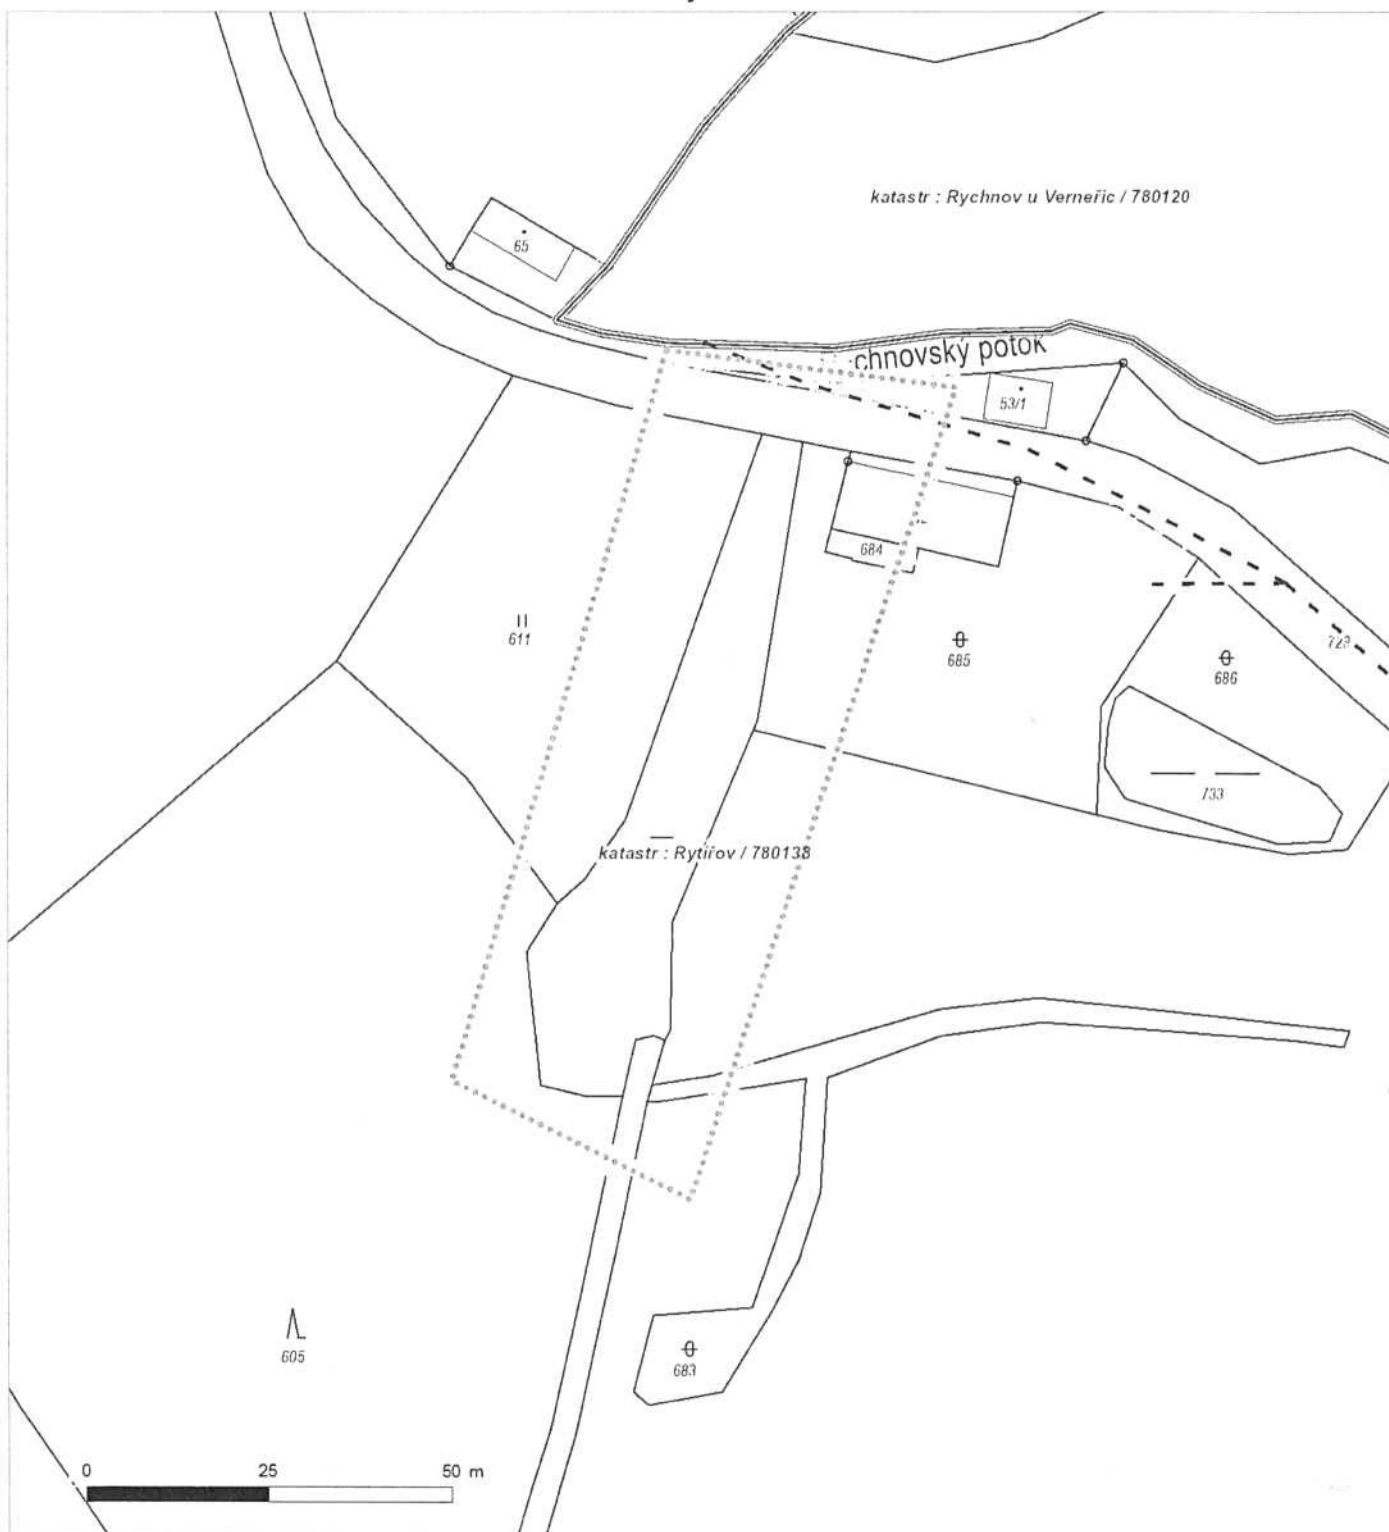 katastr : Rychnov u Verneřic / 780120
65
chnovský potok
53/1
684
611
685
686
733
katastr : Rytířov / 780138
605
683
0 25 50 m